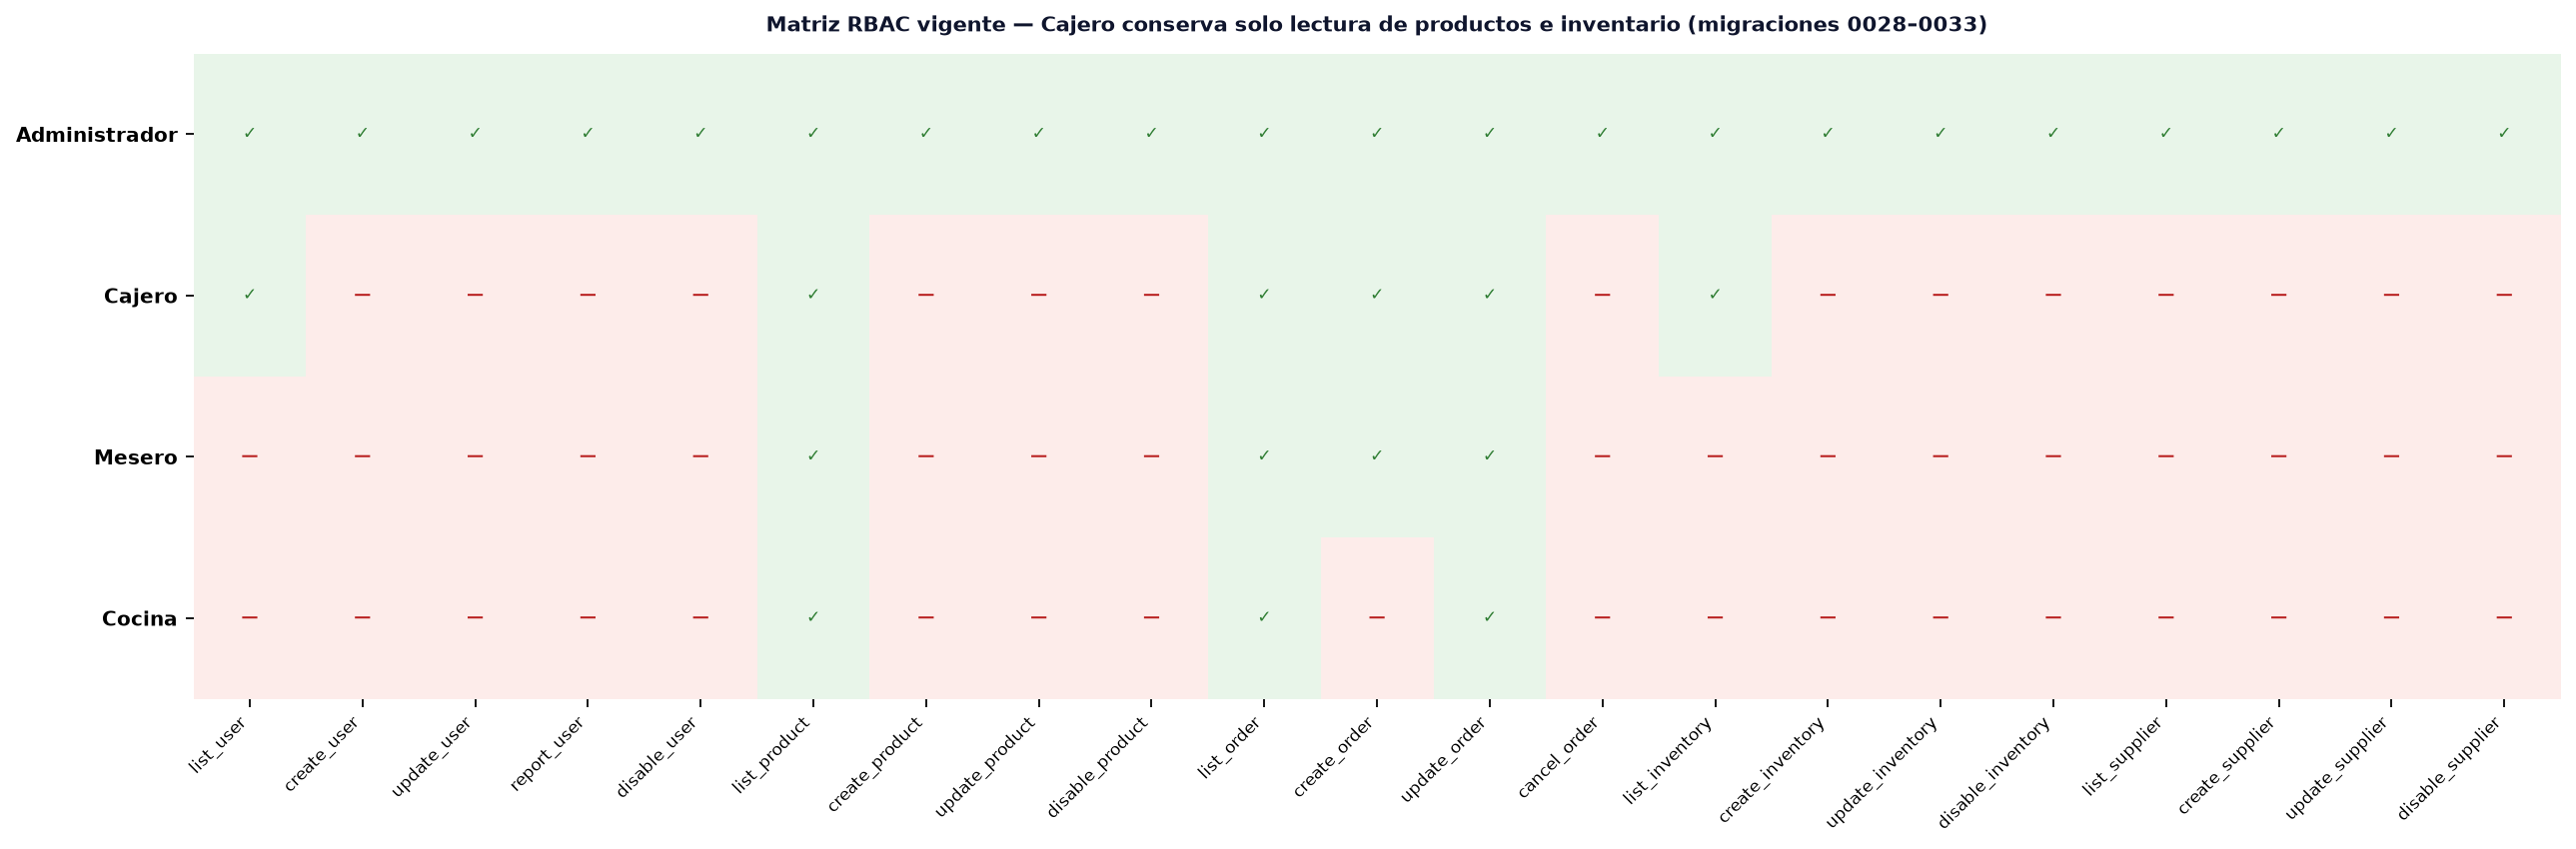 Matriz RBAC vigente — Cajero conserva solo lectura de productos e inventario (migraciones 0028–0033)
Administrador ✓ ✓ ✓ ✓ ✓ ✓ ✓ ✓ ✓ ✓ ✓ ✓ ✓ ✓ ✓ ✓ ✓ ✓ ✓ ✓ ✓
Cajero ✓ — — — — ✓ — — — ✓ ✓ ✓ — ✓ — — — — — — —
Mesero — — — — — ✓ — — — ✓ ✓ ✓ — — — — — — — — —
Cocina — — — — — ✓ — — — ✓ — ✓ — — — — — — — — —
list_user
create_user
update_user
report_user
disable_user
list_product
create_product
update_product
disable_product
list_order
create_order
update_order
cancel_order
list_inventory
create_inventory
update_inventory
disable_inventory
list_supplier
create_supplier
update_supplier
disable_supplier